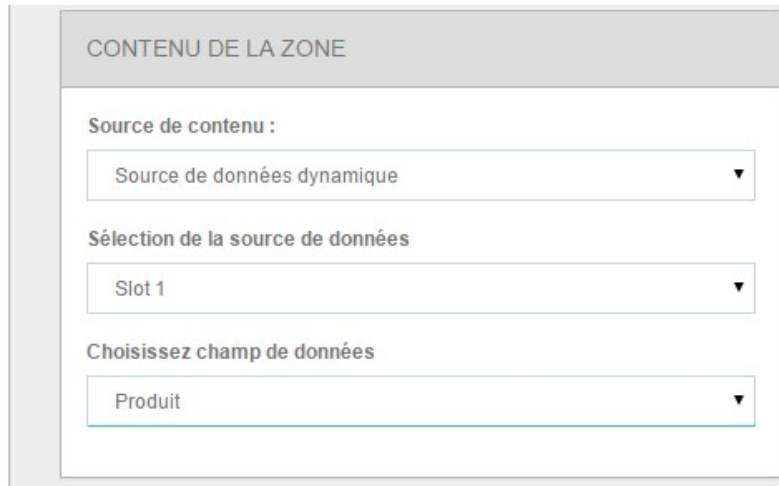 CONTENU DE LA ZONE
Source de contenu :
Source de données dynamique
Sélection de la source de données
Slot 1
Choisissez champ de données
Produit